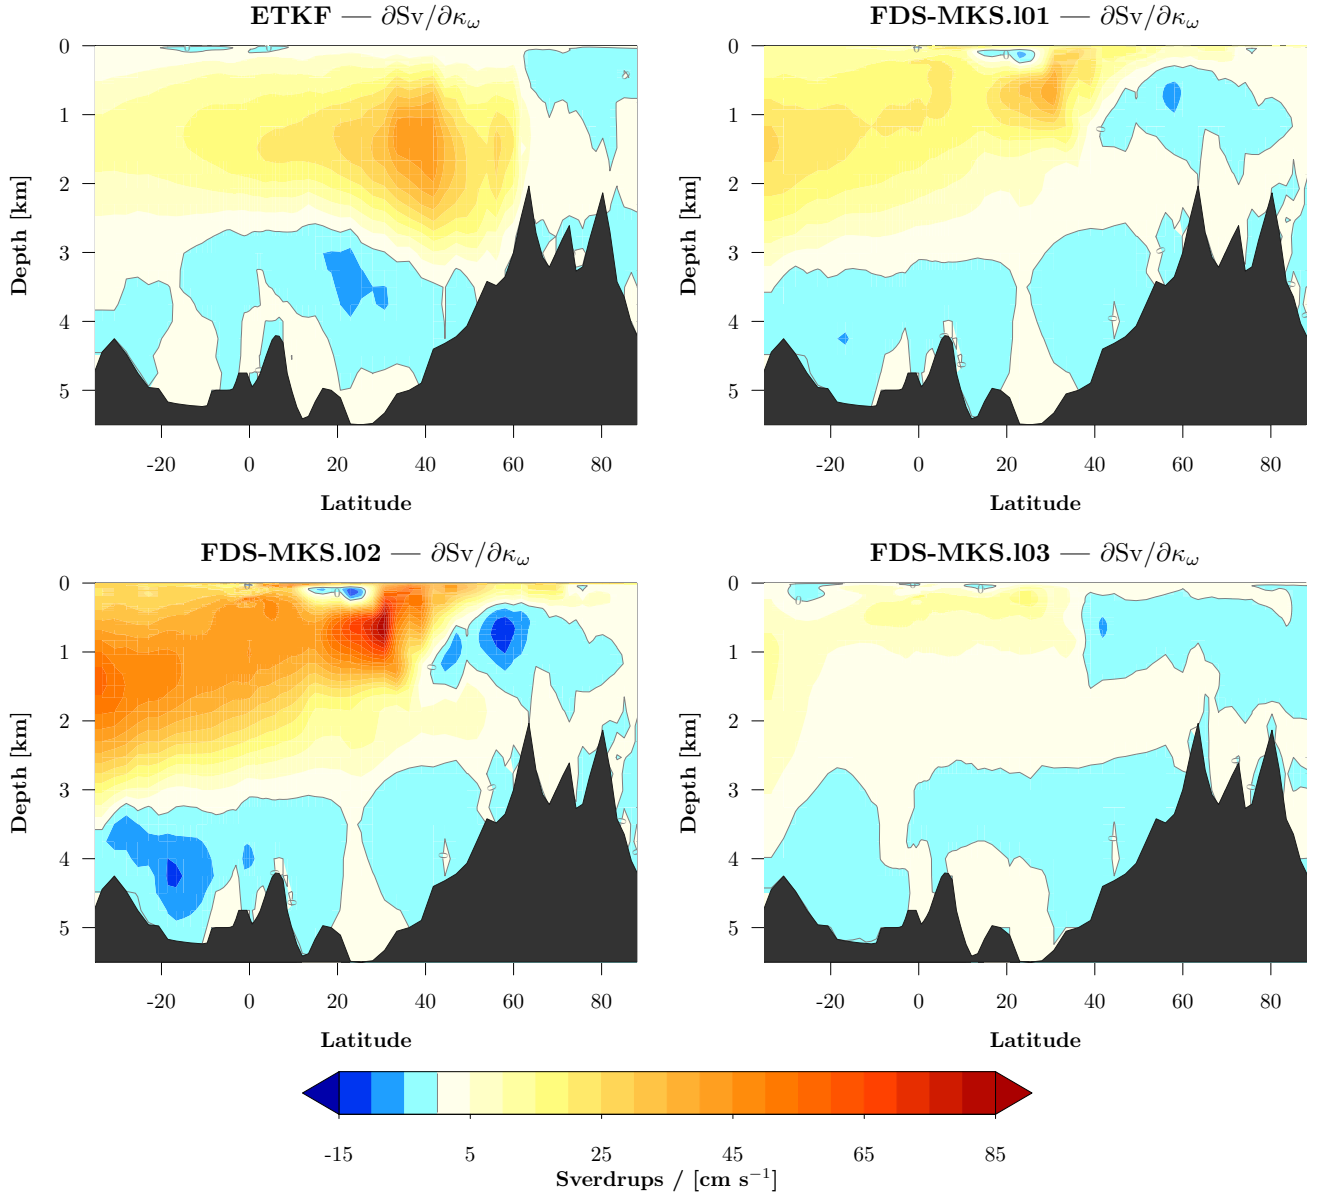 ETKF — ∂Sv/∂κω
FDS-MKS.l01 — ∂Sv/∂κω
0
1
2
3
4
5
Depth [km]
-20 0 20 40 60 80
Latitude
0
1
2
3
4
5
Depth [km]
-20 0 20 40 60 80
Latitude
FDS-MKS.l02 — ∂Sv/∂κω
FDS-MKS.l03 — ∂Sv/∂κω
0
1
2
3
4
5
Depth [km]
-20 0 20 40 60 80
Latitude
0
1
2
3
4
5
Depth [km]
-20 0 20 40 60 80
Latitude
-15 5 25 45 65 85
Sverdrups / [cm s⁻¹]